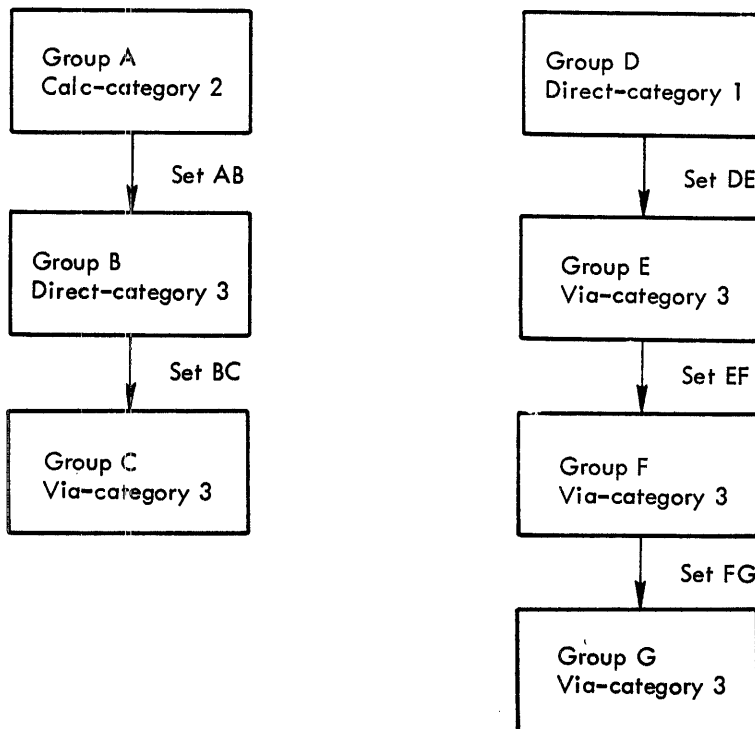 Group A
Calc-category 2
Set AB
Group B
Direct-category 3
Set BC
Group C
Via-category 3
Group D
Direct-category 1
Set DE
Group E
Via-category 3
Set EF
Group F
Via-category 3
Set FG
Group G
Via-category 3